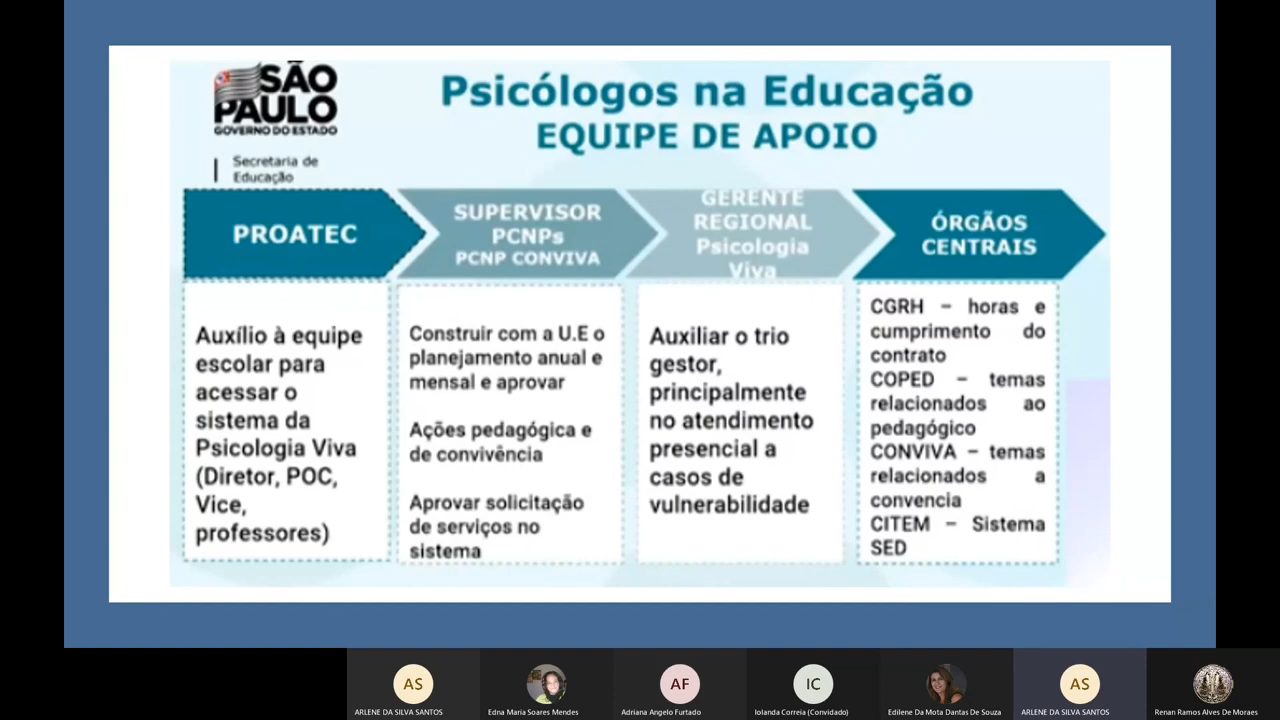 SÃO
PAULO
GOVERNO DO ESTADO
Secretaria de
Educação
Psicólogos na Educação
EQUIPE DE APOIO
PROATEC
Auxílio à equipe
escolar para
acessar o
sistema da
Psicologia Viva
(Diretor, POC,
Vice,
professores)
SUPERVISOR
PCNPs
PCNP CONVIVA
Construir com a U.E o
planejamento anual e
mensal e aprovar
Ações pedagógica e
de convivência
Aprovar solicitação
de serviços no
sistema
GERENTE
REGIONAL
Psicologia
Viva
Auxiliar o trio
gestor,
principalmente
no atendimento
presencial a
casos de
vulnerabilidade
ÓRGÃOS
CENTRAIS
CGRH – horas e
cumprimento do
contrato
COPED – temas
relacionados ao
pedagógico
CONVIVA – temas
relacionados a
convencia
CITEM – Sistema
SED
AS
ARLENE DA SILVA SANTOS
Edna Maria Soares Mendes
AF
Adriana Angelo Furtado
IC
Iolanda Correia (Convidado)
Edilene Da Mota Dantas De Souza
AS
ARLENE DA SILVA SANTOS
Renan Ramos Alves De Moraes